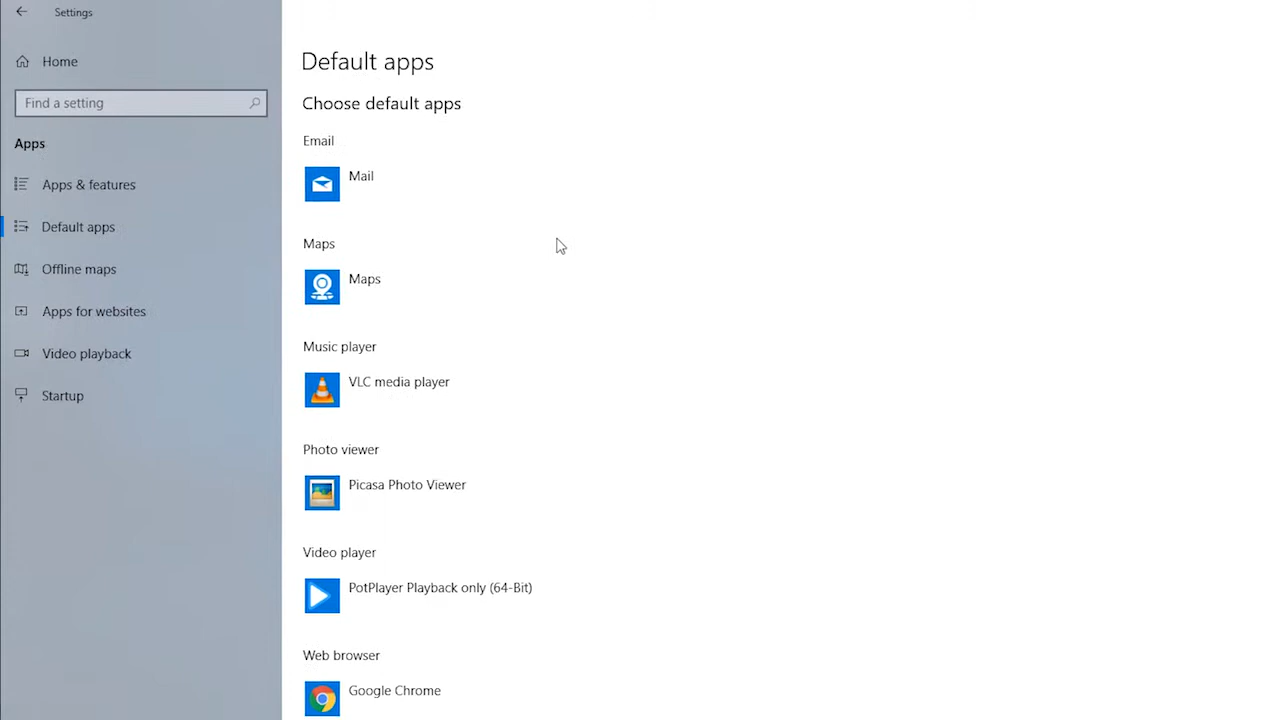 Settings
Home
Find a setting
Apps
Apps & features
Default apps
Offline maps
Apps for websites
Video playback
Startup
Default apps
Choose default apps
Email
Mail
Maps
Maps
Music player
VLC media player
Photo viewer
Picasa Photo Viewer
Video player
PotPlayer Playback only (64-Bit)
Web browser
Google Chrome